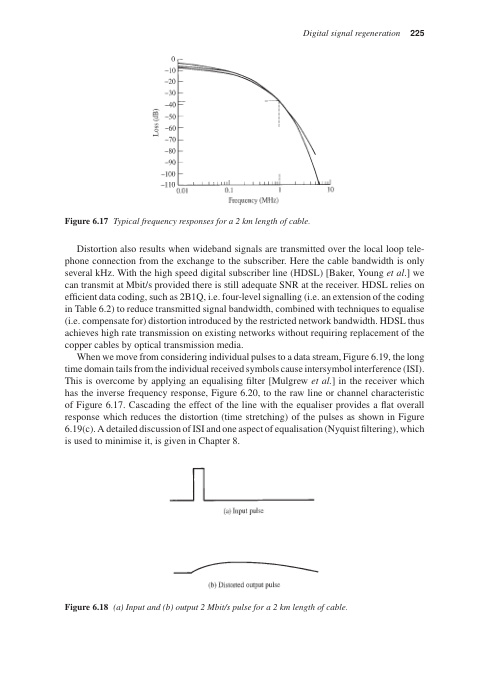 Digital signal regeneration 225
0
−10
−20
−30
−40
−50
−60
−70
−80
−90
−100
−110
Loss (dB)
0.01 0.1 1 10
Frequency (MHz)
Figure 6.17 Typical frequency responses for a 2 km length of cable.
Distortion also results when wideband signals are transmitted over the local loop tele-
phone connection from the exchange to the subscriber. Here the cable bandwidth is only
several kHz. With the high speed digital subscriber line (HDSL) [Baker, Young et al.] we
can transmit at Mbit/s provided there is still adequate SNR at the receiver. HDSL relies on
efficient data coding, such as 2B1Q, i.e. four-level signalling (i.e. an extension of the coding
in Table 6.2) to reduce transmitted signal bandwidth, combined with techniques to equalise
(i.e. compensate for) distortion introduced by the restricted network bandwidth. HDSL thus
achieves high rate transmission on existing networks without requiring replacement of the
copper cables by optical transmission media.
When we move from considering individual pulses to a data stream, Figure 6.19, the long
time domain tails from the individual received symbols cause intersymbol interference (ISI).
This is overcome by applying an equalising filter [Mulgrew et al.] in the receiver which
has the inverse frequency response, Figure 6.20, to the raw line or channel characteristic
of Figure 6.17. Cascading the effect of the line with the equaliser provides a flat overall
response which reduces the distortion (time stretching) of the pulses as shown in Figure
6.19(c). A detailed discussion of ISI and one aspect of equalisation (Nyquist filtering), which
is used to minimise it, is given in Chapter 8.
(a) Input pulse
(b) Distorted output pulse
Figure 6.18 (a) Input and (b) output 2 Mbit/s pulse for a 2 km length of cable.